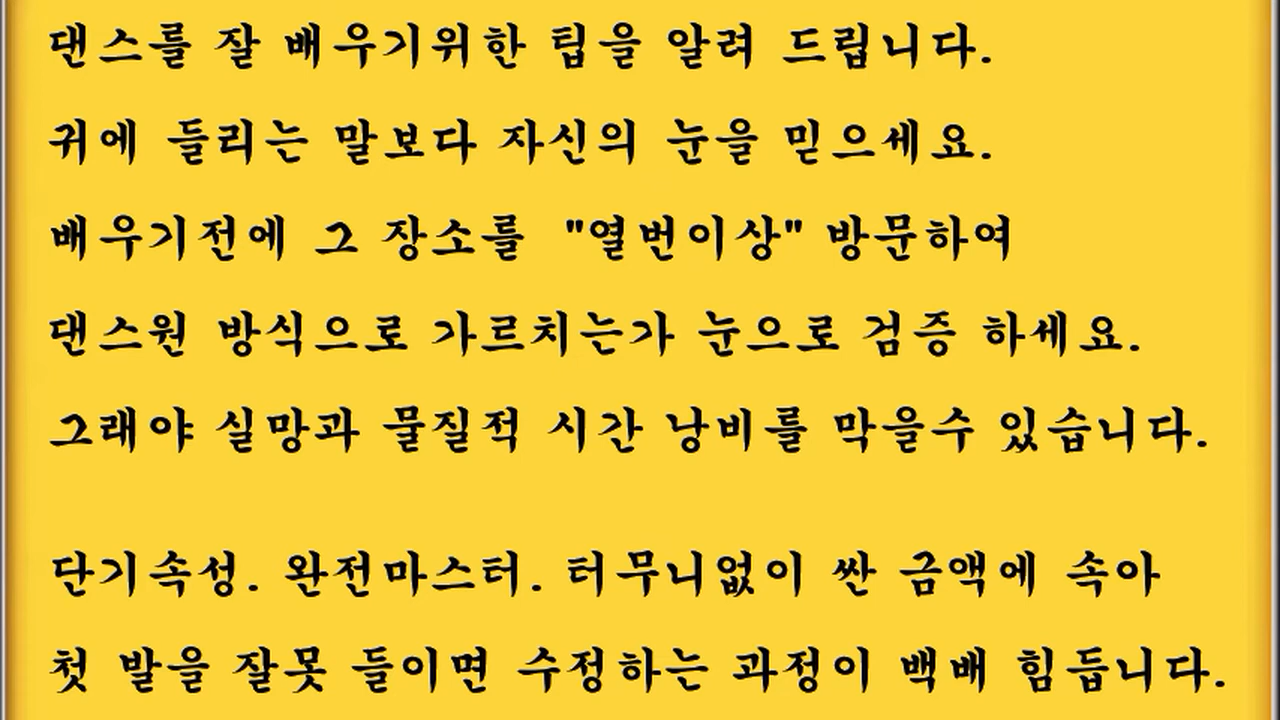 댄스를 잘 배우기위한 팁을 알려 드립니다.
귀에 들리는 말보다 자신의 눈을 믿으세요.
배우기전에 그 장소를 "열번이상" 방문하여
댄스원 방식으로 가르치는가 눈으로 검증 하세요.
그래야 실망과 물질적 시간 낭비를 막을수 있습니다.
단기속성. 완전마스터. 터무니없이 싼 금액에 속아
첫 발을 잘못 들이면 수정하는 과정이 백배 힘듭니다.